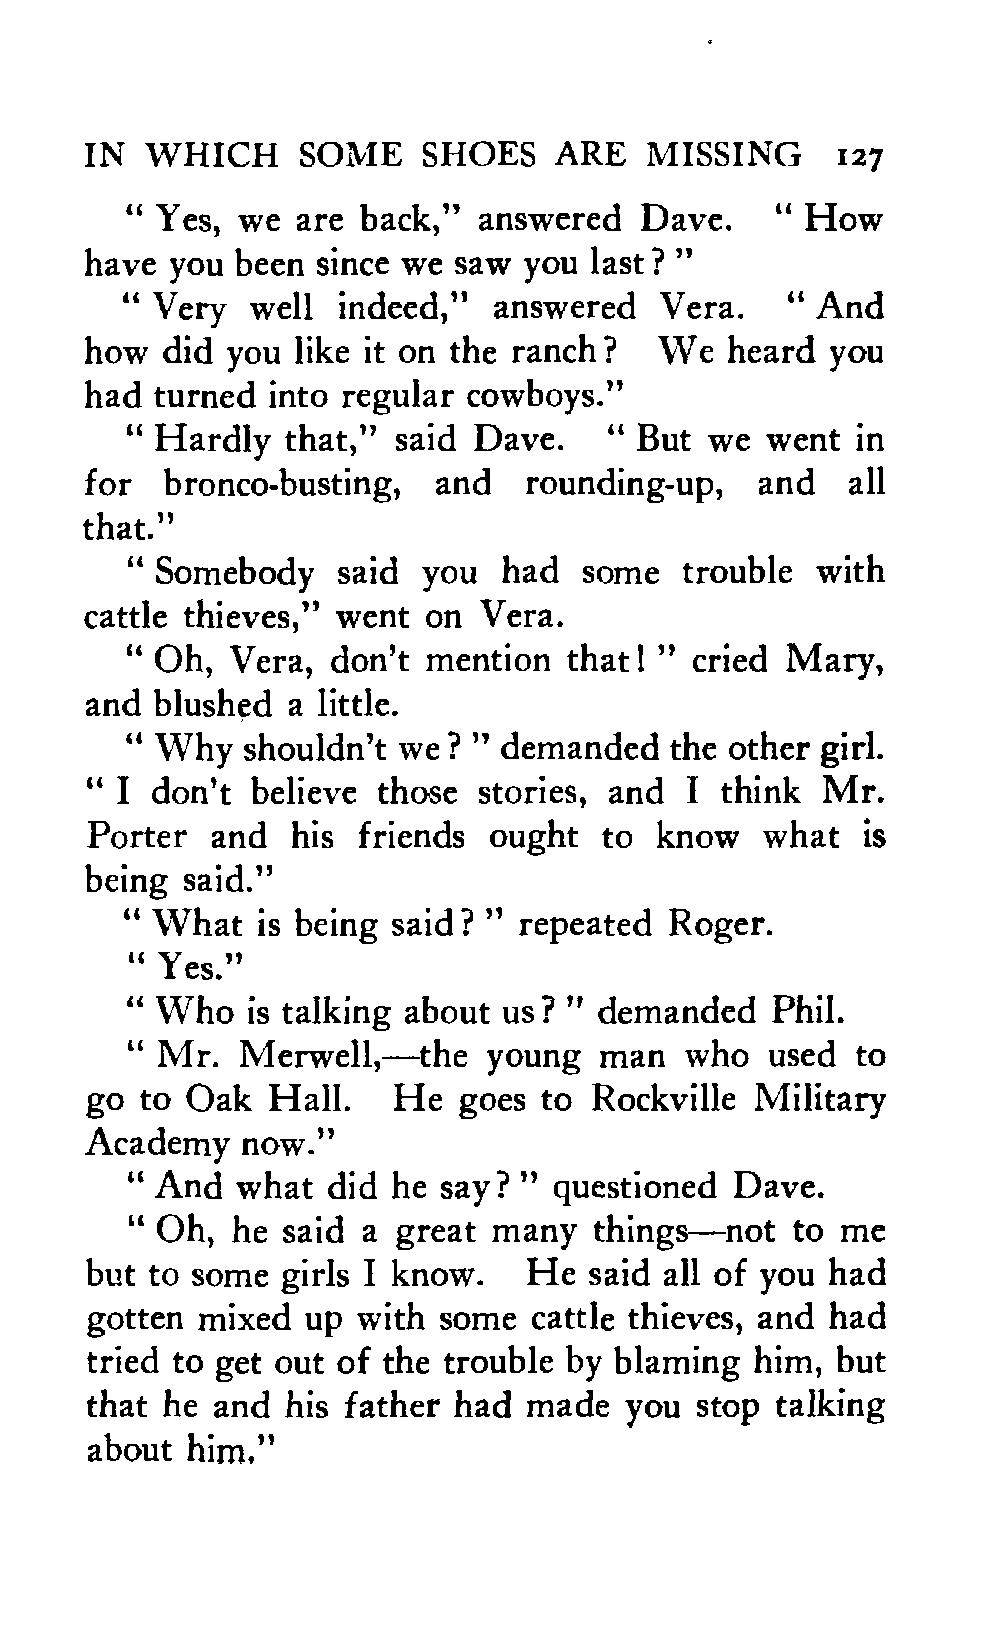 IN WHICH SOME SHOES ARE MISSING 127
" Yes, we are back," answered Dave. " How
have you been since we saw you last? "
" Very well indeed," answered Vera. " And
how did you like it on the ranch? We heard you
had turned into regular cowboys."
" Hardly that," said Dave. " But we went in
for bronco-busting, and rounding-up, and all
that."
" Somebody said you had some trouble with
cattle thieves," went on Vera.
" Oh, Vera, don't mention that! " cried Mary,
and blushed a little.
" Why shouldn't we? " demanded the other girl.
" I don't believe those stories, and I think Mr.
Porter and his friends ought to know what is
being said."
" What is being said? " repeated Roger.
" Yes."
" Who is talking about us? " demanded Phil.
" Mr. Merwell,—the young man who used to
go to Oak Hall. He goes to Rockville Military
Academy now."
" And what did he say? " questioned Dave.
" Oh, he said a great many things—not to me
but to some girls I know. He said all of you had
gotten mixed up with some cattle thieves, and had
tried to get out of the trouble by blaming him, but
that he and his father had made you stop talking
about him."